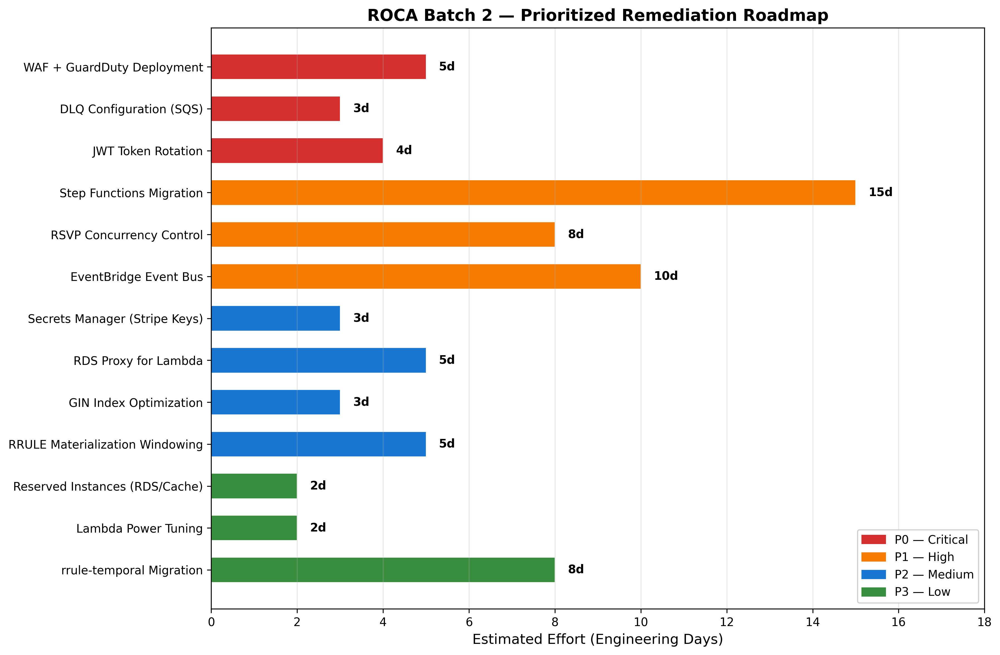 ROCA Batch 2 — Prioritized Remediation Roadmap
WAF + GuardDuty Deployment 5d
DLQ Configuration (SQS) 3d
JWT Token Rotation 4d
Step Functions Migration 15d
RSVP Concurrency Control 8d
EventBridge Event Bus 10d
Secrets Manager (Stripe Keys) 3d
RDS Proxy for Lambda 5d
GIN Index Optimization 3d
RRULE Materialization Windowing 5d
Reserved Instances (RDS/Cache) 2d
Lambda Power Tuning 2d
rrule-temporal Migration 8d
P0 — Critical
P1 — High
P2 — Medium
P3 — Low
0 2 4 6 8 10 12 14 16 18
Estimated Effort (Engineering Days)